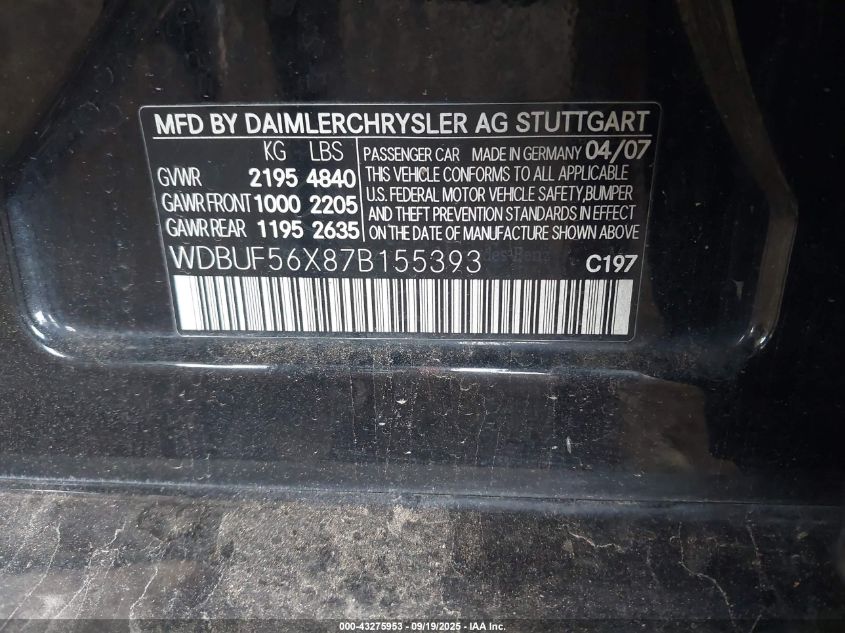 MFD BY DAIMLERCHRYSLER AG STUTTGART
KG LBS
GVWR 2195 4840
GAWR FRONT 1000 2205
GAWR REAR 1195 2635
PASSENGER CAR MADE IN GERMANY 04/07
THIS VEHICLE CONFORMS TO ALL APPLICABLE
U.S. FEDERAL MOTOR VEHICLE SAFETY, BUMPER
AND THEFT PREVENTION STANDARDS IN EFFECT
ON THE DATE OF MANUFACTURE SHOWN ABOVE.
WDBUF56X87B155393 C197
000-43275953 - 09/19/2025 - IAA Inc.